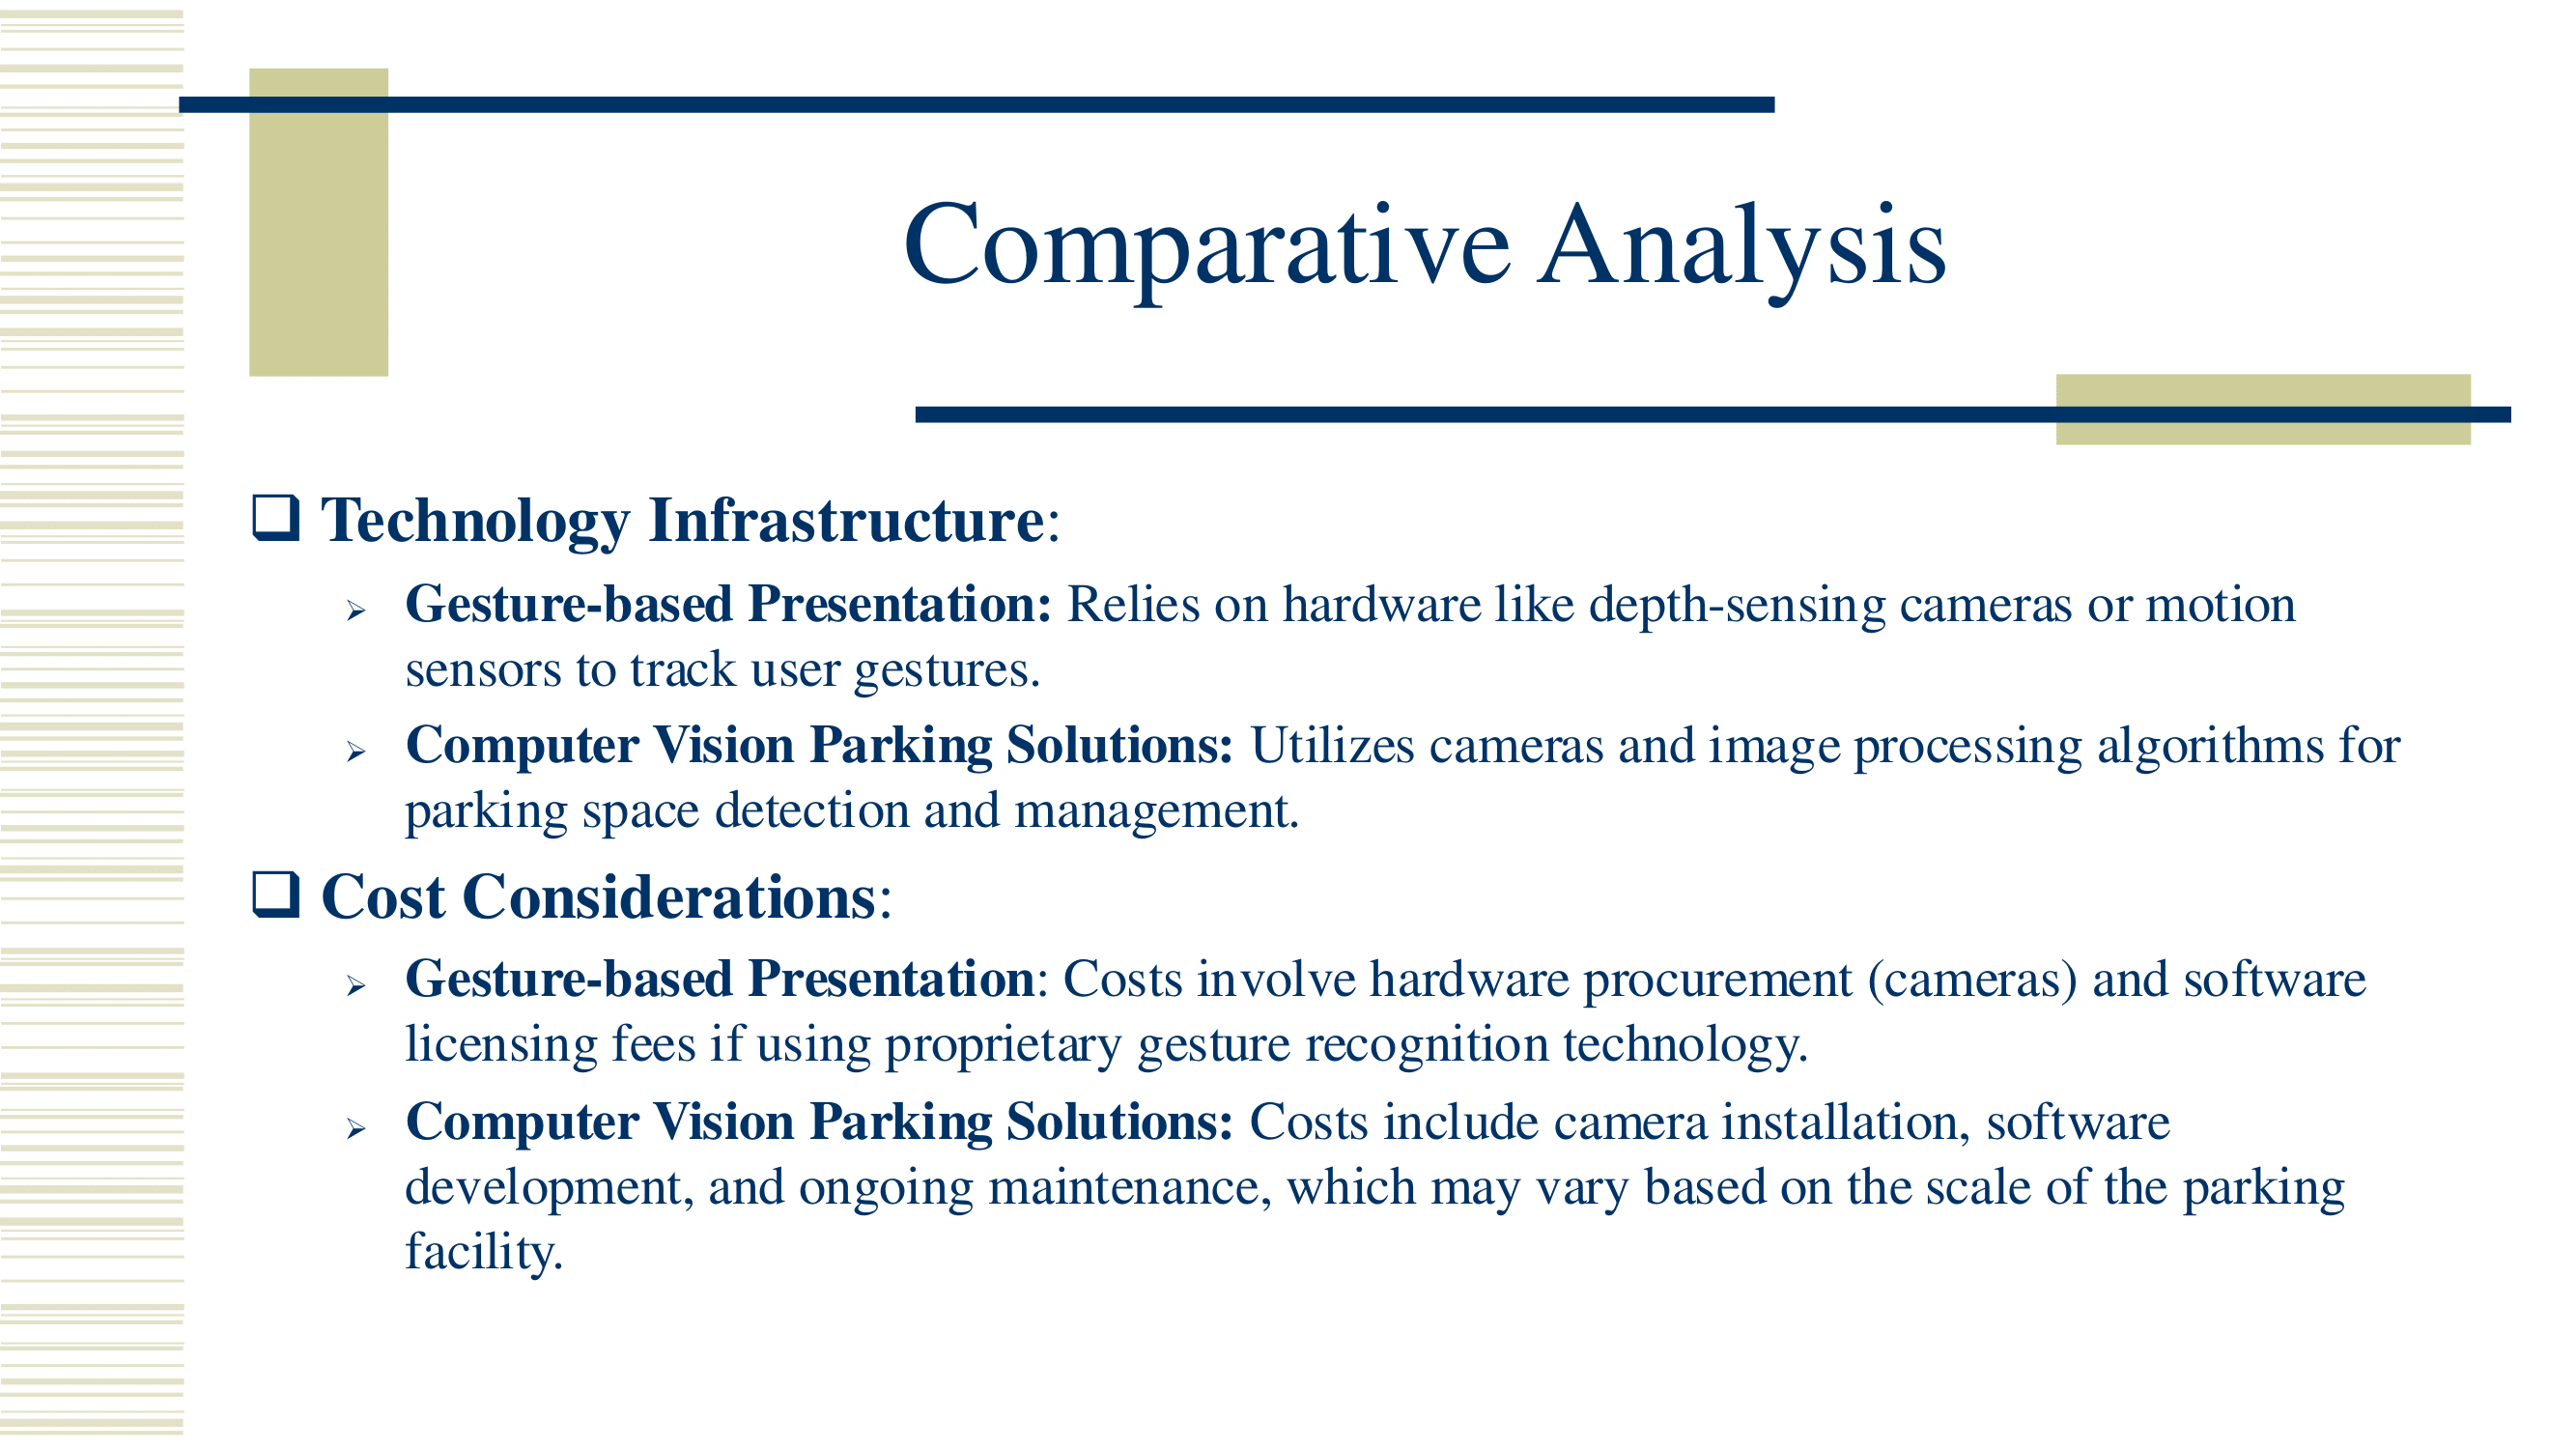 Comparative Analysis
❑ Technology Infrastructure:
➢ Gesture-based Presentation: Relies on hardware like depth-sensing cameras or motion
sensors to track user gestures.
➢ Computer Vision Parking Solutions: Utilizes cameras and image processing algorithms for
parking space detection and management.
❑ Cost Considerations:
➢ Gesture-based Presentation: Costs involve hardware procurement (cameras) and software
licensing fees if using proprietary gesture recognition technology.
➢ Computer Vision Parking Solutions: Costs include camera installation, software
development, and ongoing maintenance, which may vary based on the scale of the parking
facility.